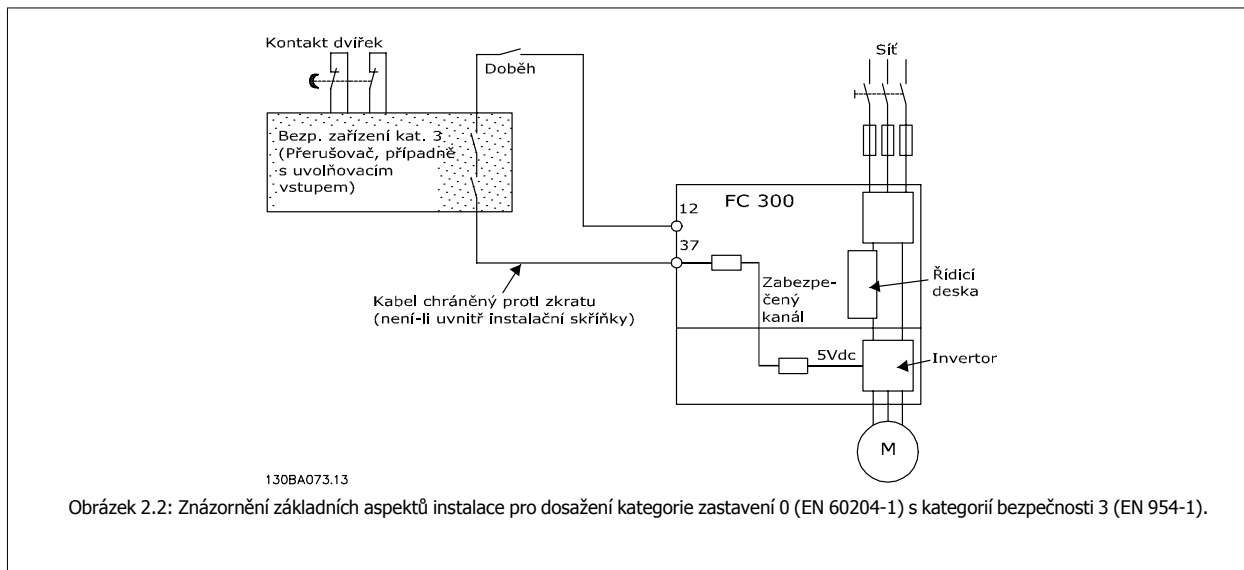 Kontakt dvířek
Doběh
Síť
Bezp. zařízení kat. 3
(Přerušovač, případně
s uvolňovacím
vstupem)
12
FC 300
37
Zabezpe-
čený
kanál
Řídicí
deska
Kabel chráněný proti zkratu
(není-li uvnitř instalační skříňky)
5Vdc
Invertor
M
130BA073.13
Obrázek 2.2: Znázornění základních aspektů instalace pro dosažení kategorie zastavení 0 (EN 60204-1) s kategorií bezpečnosti 3 (EN 954-1).